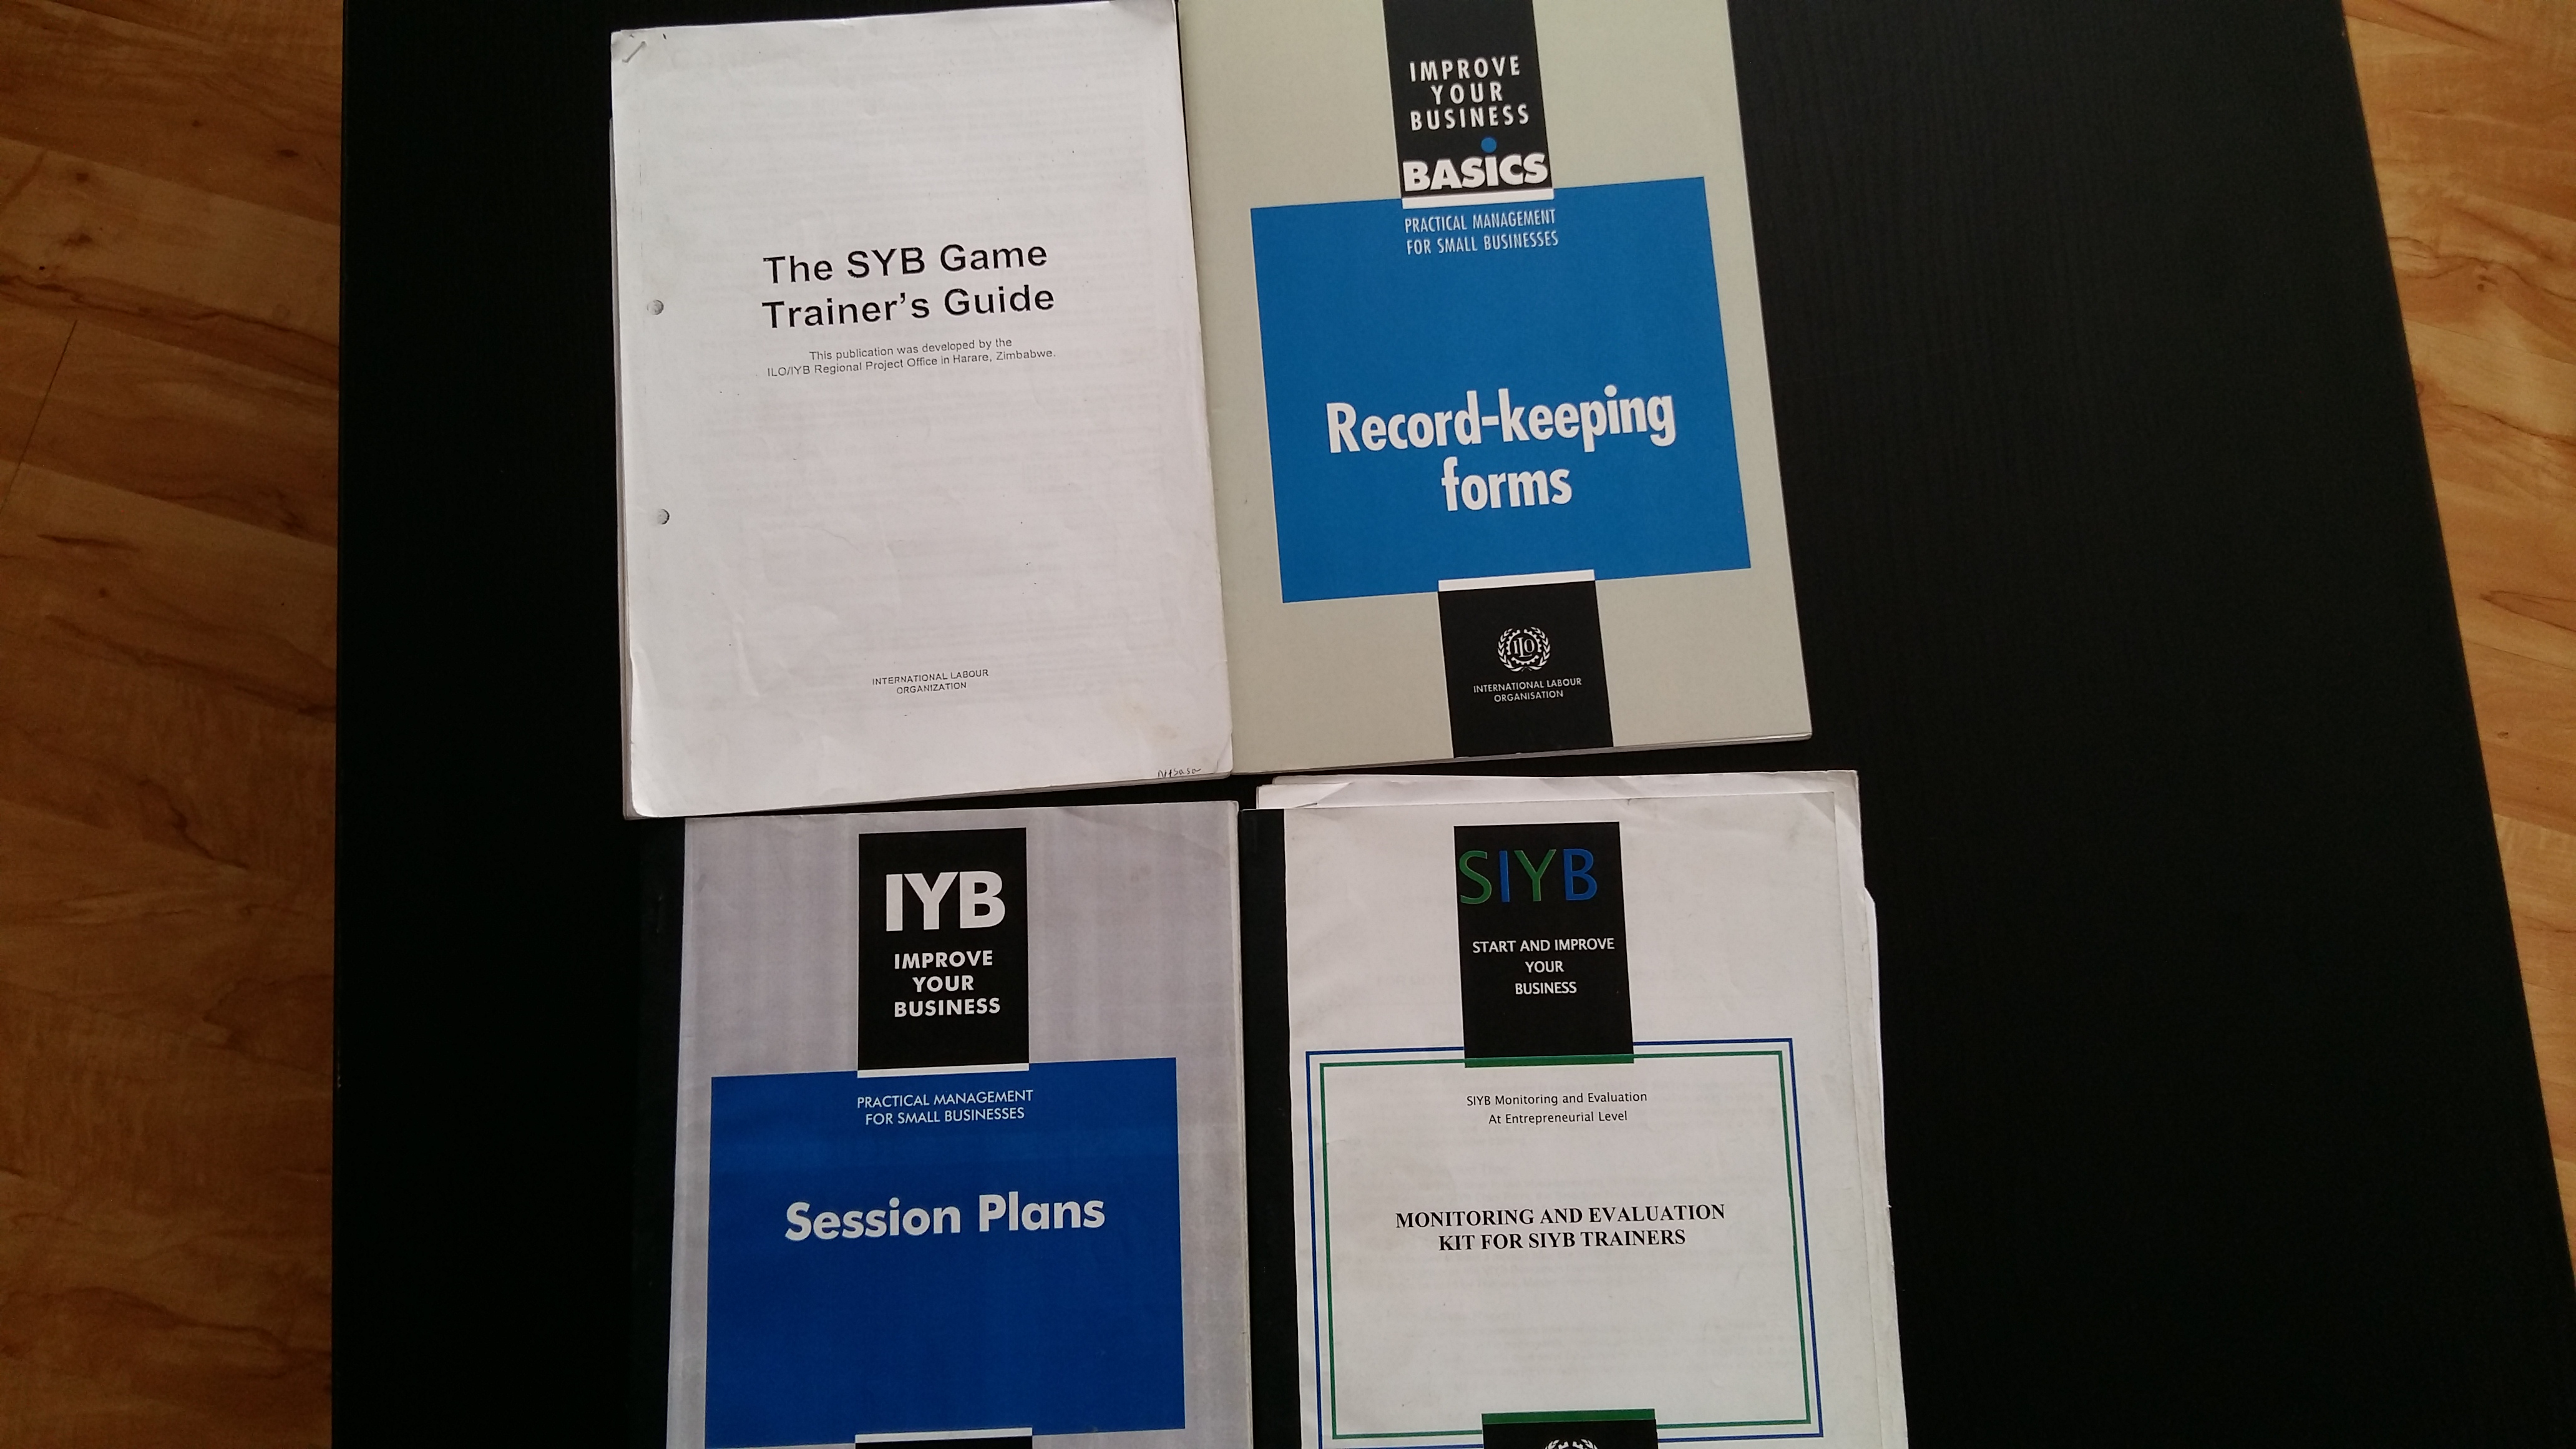 The SYB Game
Trainer's Guide
This publication was developed by the
ILO/IYB Regional Project Office in Harare, Zimbabwe.
INTERNATIONAL LABOUR
ORGANIZATION
IMPROVE
YOUR
BUSINESS
BASICS
PRACTICAL MANAGEMENT
FOR SMALL BUSINESSES
Record-keeping
forms
ILO
INTERNATIONAL LABOUR
ORGANISATION
IYB
IMPROVE
YOUR
BUSINESS
PRACTICAL MANAGEMENT
FOR SMALL BUSINESSES
Session Plans
SIYB
START AND IMPROVE
YOUR
BUSINESS
SIYB Monitoring and Evaluation
At Entrepreneurial Level
MONITORING AND EVALUATION
KIT FOR SIYB TRAINERS